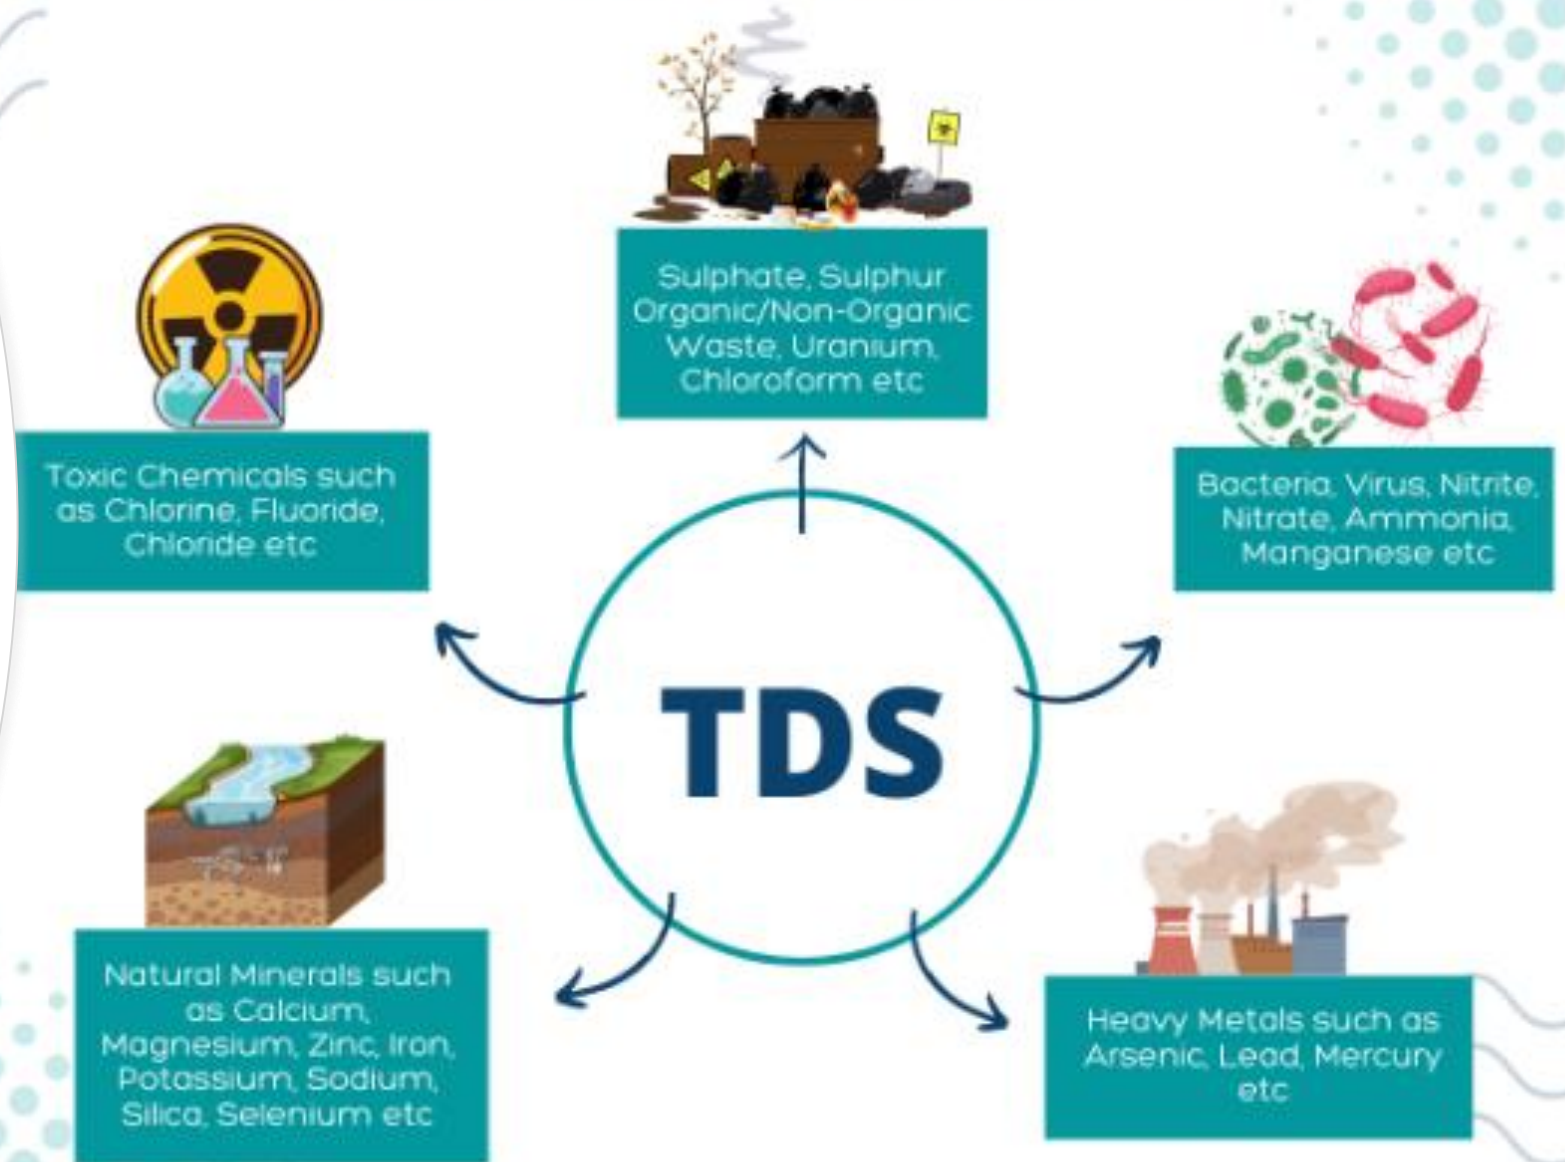 Sulphate, Sulphur
Organic/Non-Organic
Waste, Uranium,
Chloroform etc
Toxic Chemicals such
as Chlorine, Fluoride,
Chloride etc
Bacteria, Virus, Nitrite,
Nitrate, Ammonia,
Manganese etc
TDS
Natural Minerals such
as Calcium,
Magnesium, Zinc, Iron,
Potassium, Sodium,
Silica, Selenium etc
Heavy Metals such as
Arsenic, Lead, Mercury
etc